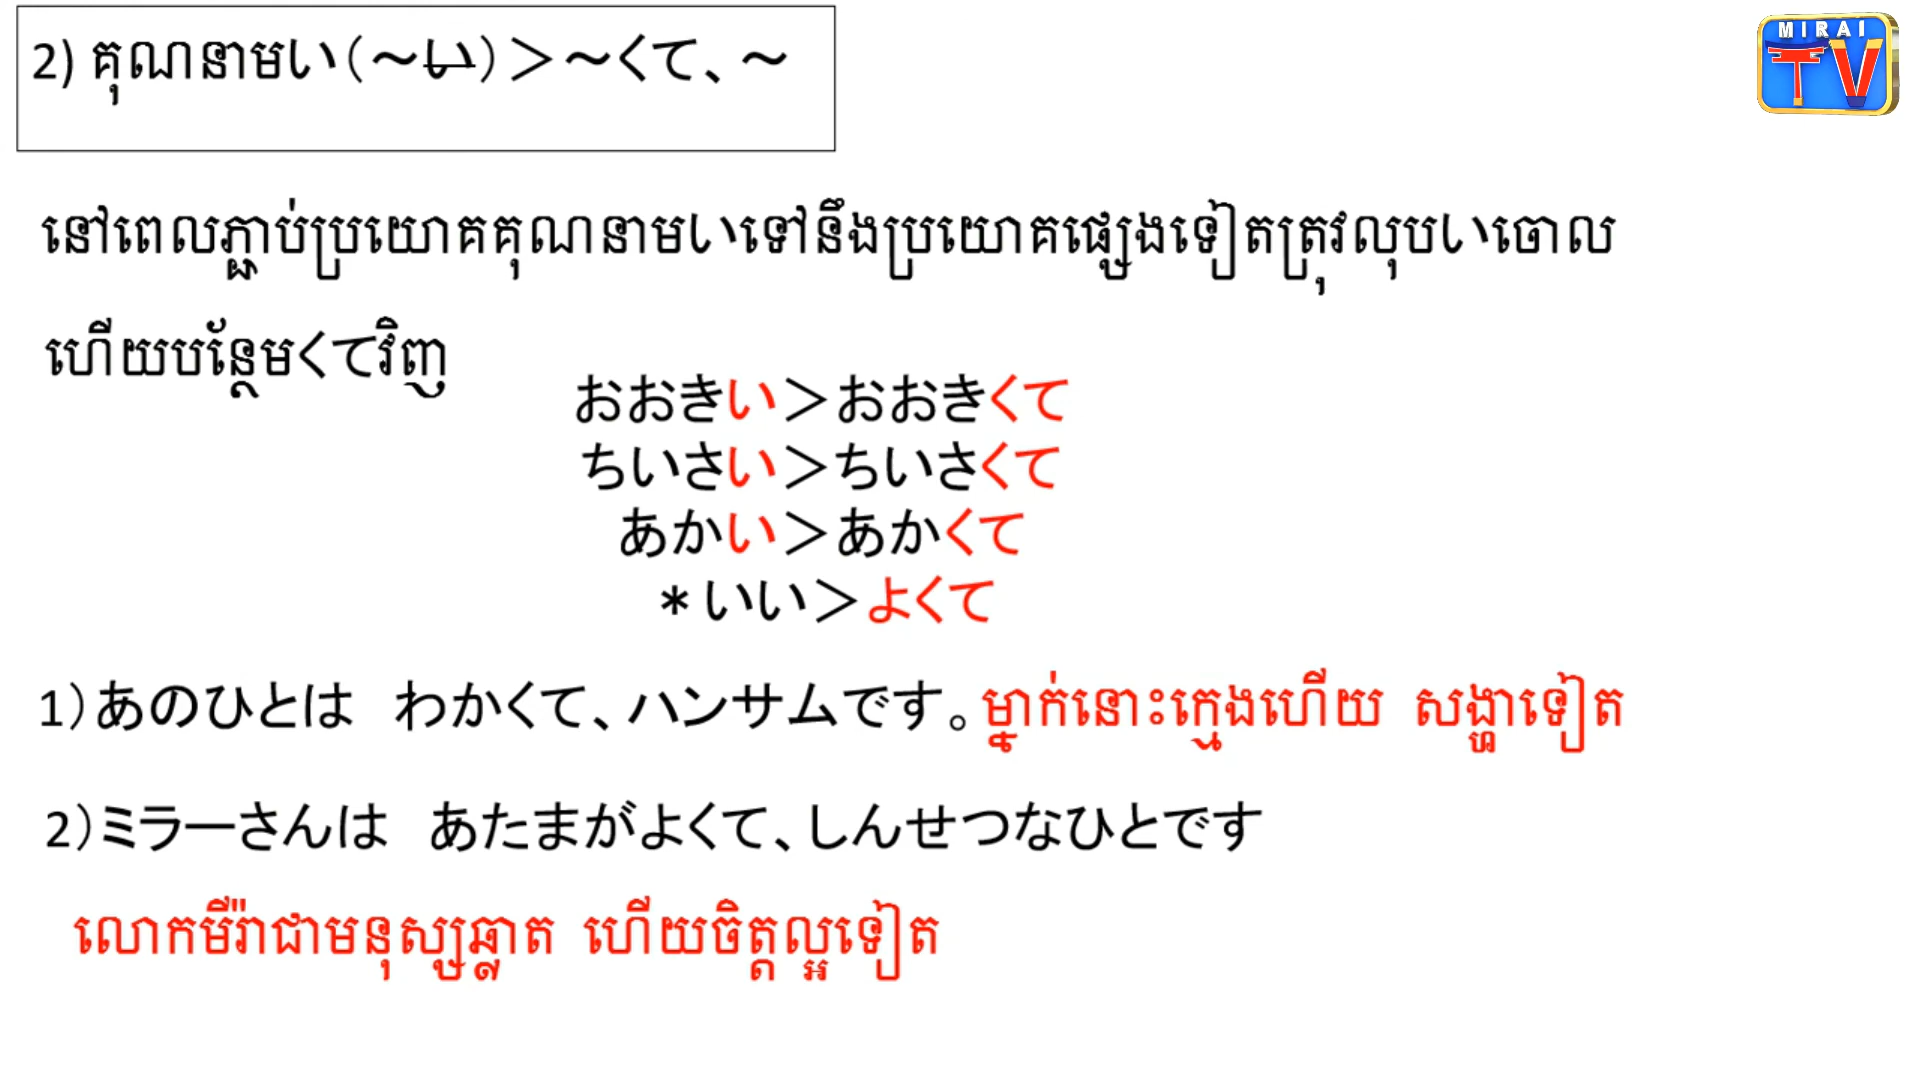 2) គុណនាមい（～い）＞～くて、～
MIRAI
TV
នៅពេលភ្ជាប់ប្រយោគគុណនាមいទៅនឹងប្រយោគផ្សេងទៀតត្រូវលុបいចោល
ហើយបន្ថែមくてវិញ
おおきい＞おおきくて
ちいさい＞ちいさくて
あかい＞あかくて
＊いい＞よくて
1）あのひとは　わかくて、ハンサムです。ម្នាក់នោះក្មេងហើយ សង្ហាទៀត
2）ミラーさんは　あたまがよくて、しんせつなひとです
លោកមីរ៉ាជាមនុស្សឆ្លាត ហើយចិត្តល្អទៀត